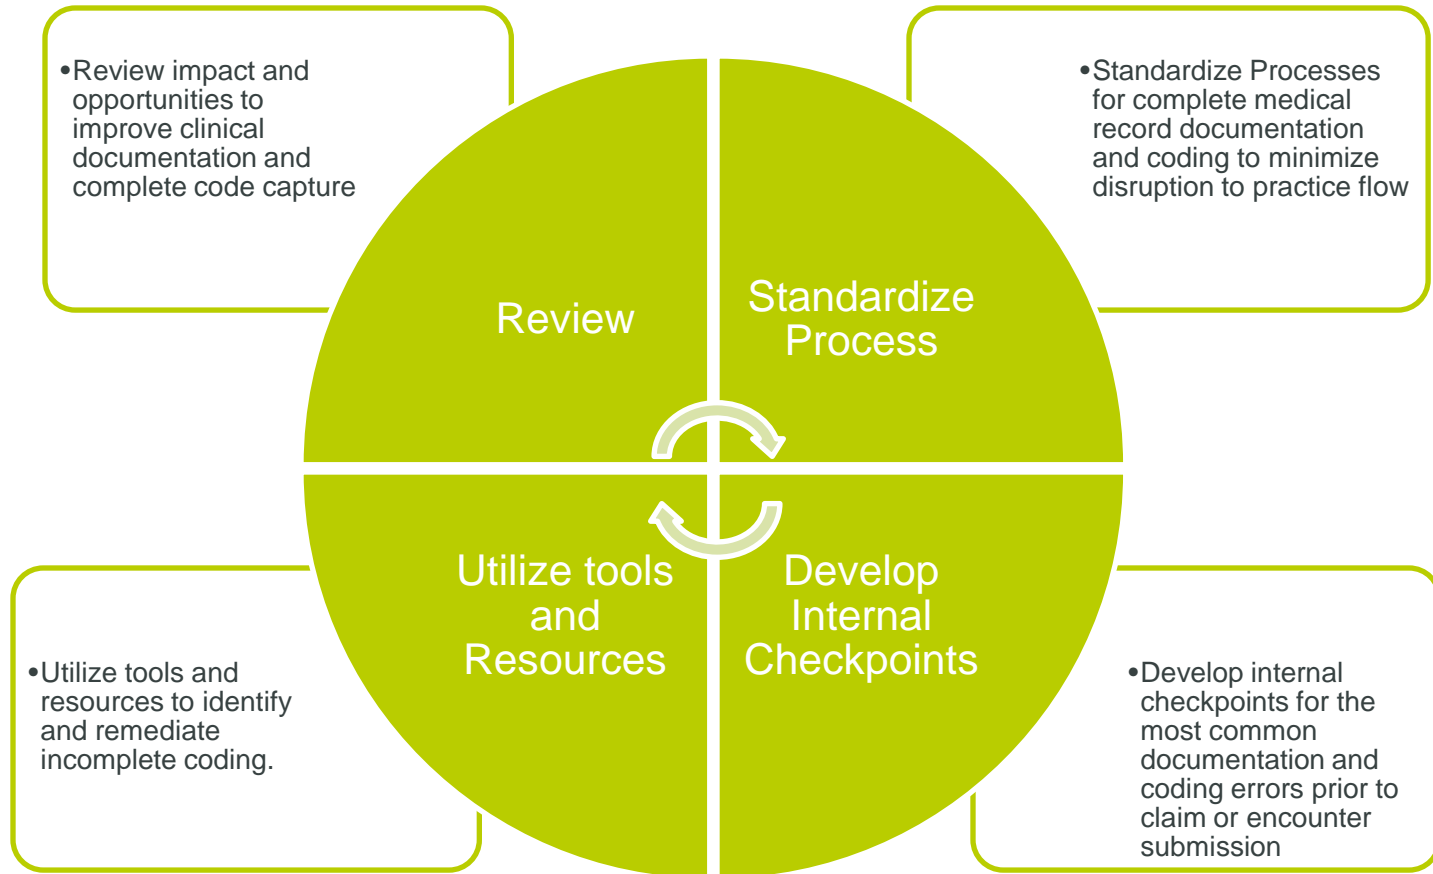 •Review impact and
opportunities to
improve clinical
documentation and
complete code capture
•Standardize Processes
for complete medical
record documentation
and coding to minimize
disruption to practice flow
Review
Standardize
Process
Utilize tools
and
Resources
Develop
Internal
Checkpoints
•Utilize tools and
resources to identify
and remediate
incomplete coding.
•Develop internal
checkpoints for the
most common
documentation and
coding errors prior to
claim or encounter
submission